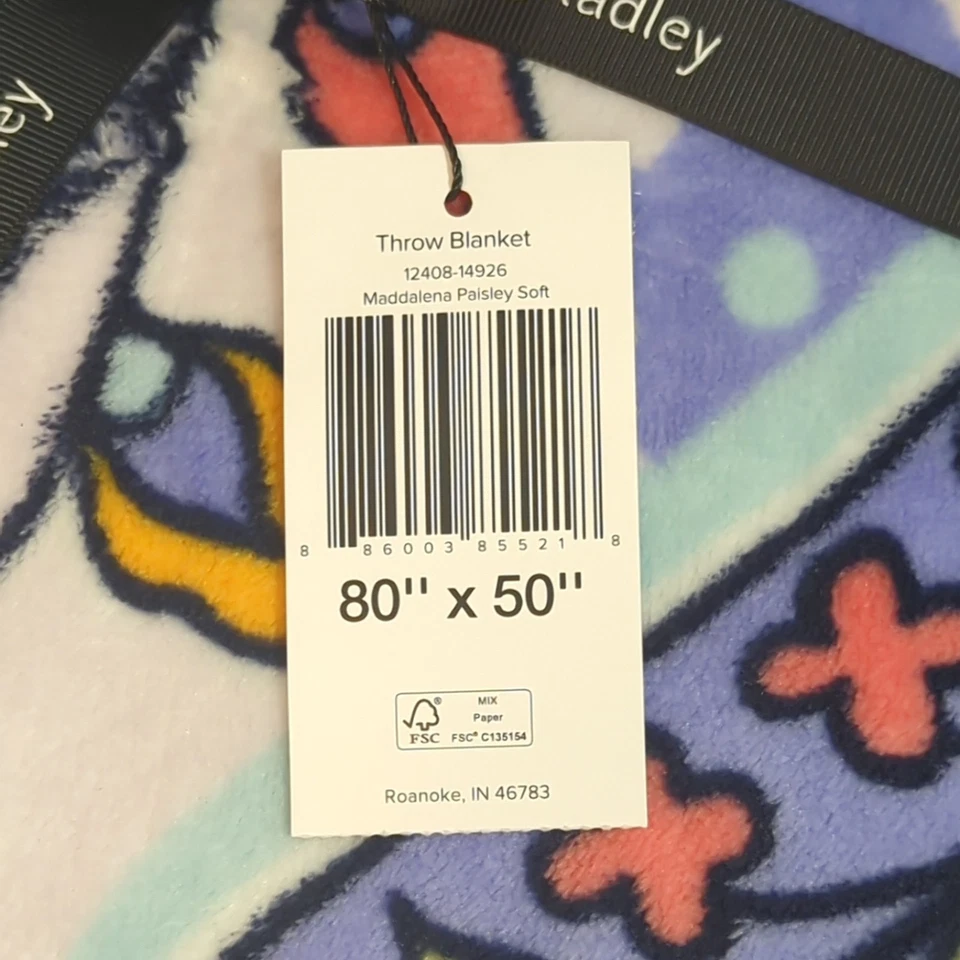 adley
ey
Throw Blanket
12408-14926
Maddalena Paisley Soft
8 86003 85521 8
80" x 50"
MIX
Paper
FSC® C135154
FSC
®
Roanoke, IN 46783